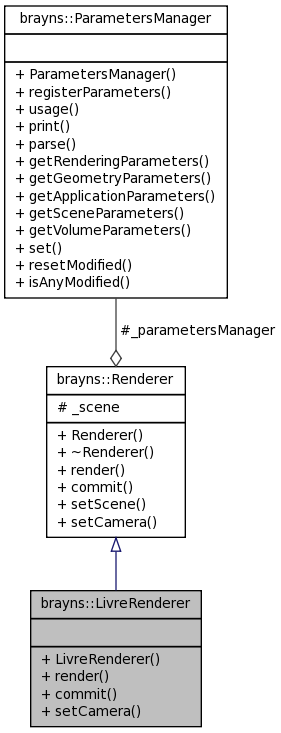 brayns::ParametersManager
+ ParametersManager()
+ registerParameters()
+ usage()
+ print()
+ parse()
+ getRenderingParameters()
+ getGeometryParameters()
+ getApplicationParameters()
+ getSceneParameters()
+ getVolumeParameters()
+ set()
+ resetModified()
+ isAnyModified()
#_parametersManager
brayns::Renderer
# _scene
+ Renderer()
+ ~Renderer()
+ render()
+ commit()
+ setScene()
+ setCamera()
brayns::LivreRenderer
+ LivreRenderer()
+ render()
+ commit()
+ setCamera()